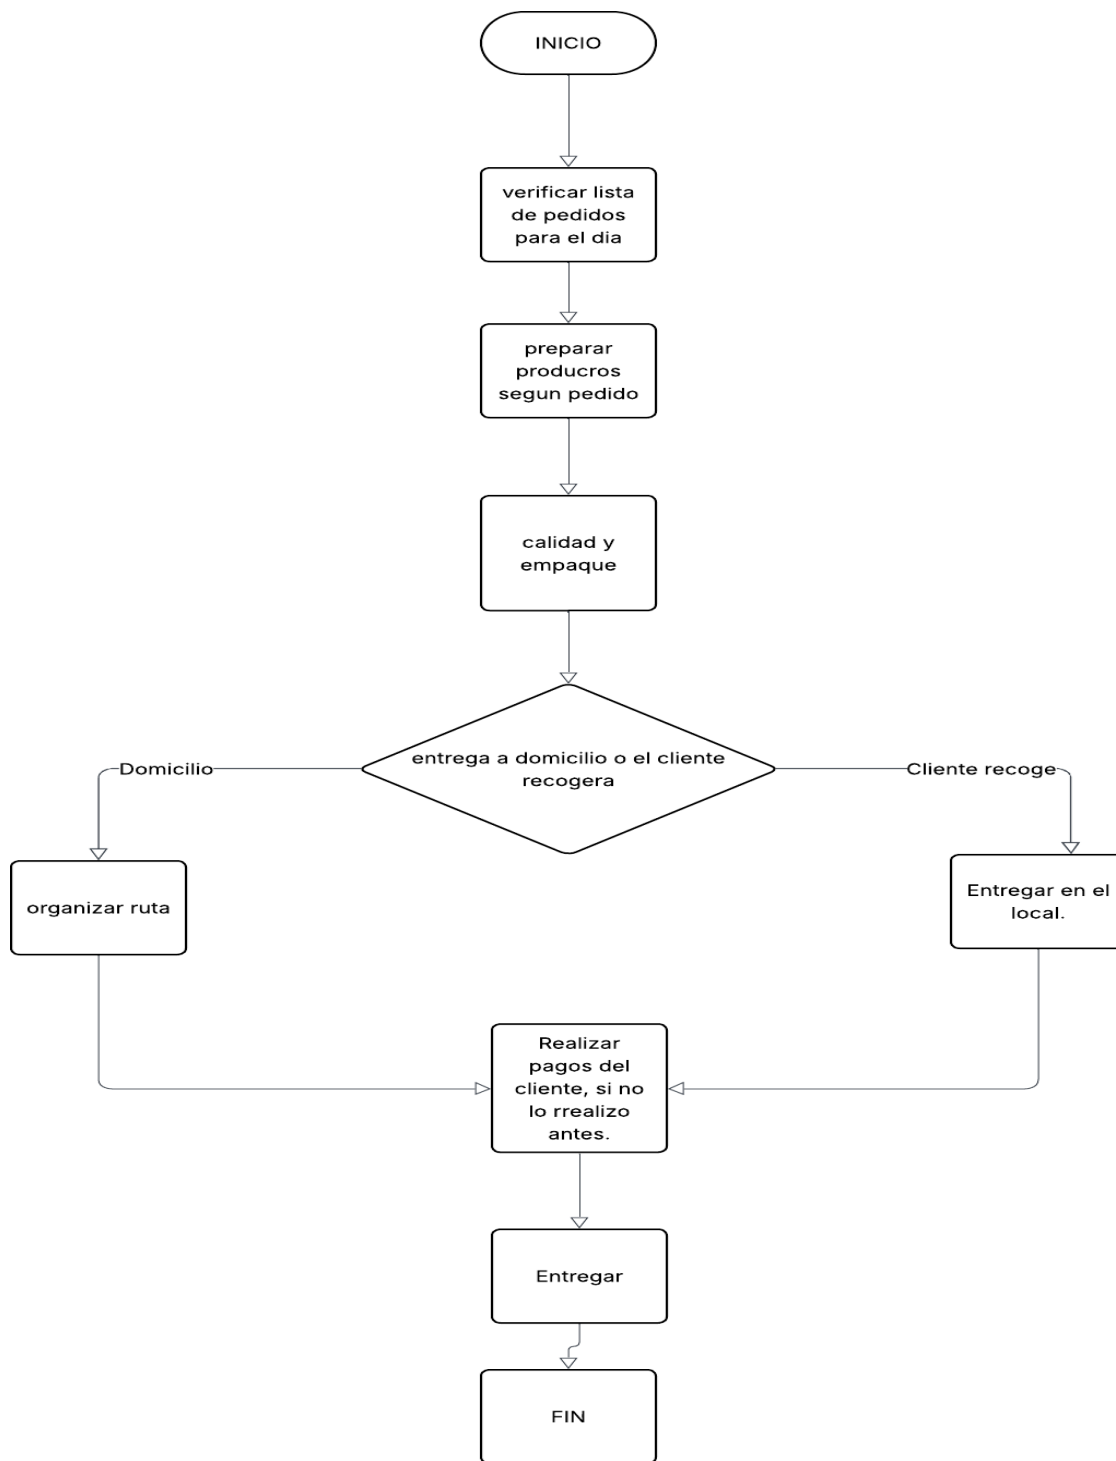 INICIO
verificar lista
de pedidos
para el dia
preparar
producros
segun pedido
calidad y
empaque
entrega a domicilio o el cliente
recogera
Domicilio
Cliente recoge
organizar ruta
Entregar en el
local.
Realizar
pagos del
cliente, si no
lo rrealizo
antes.
Entregar
FIN